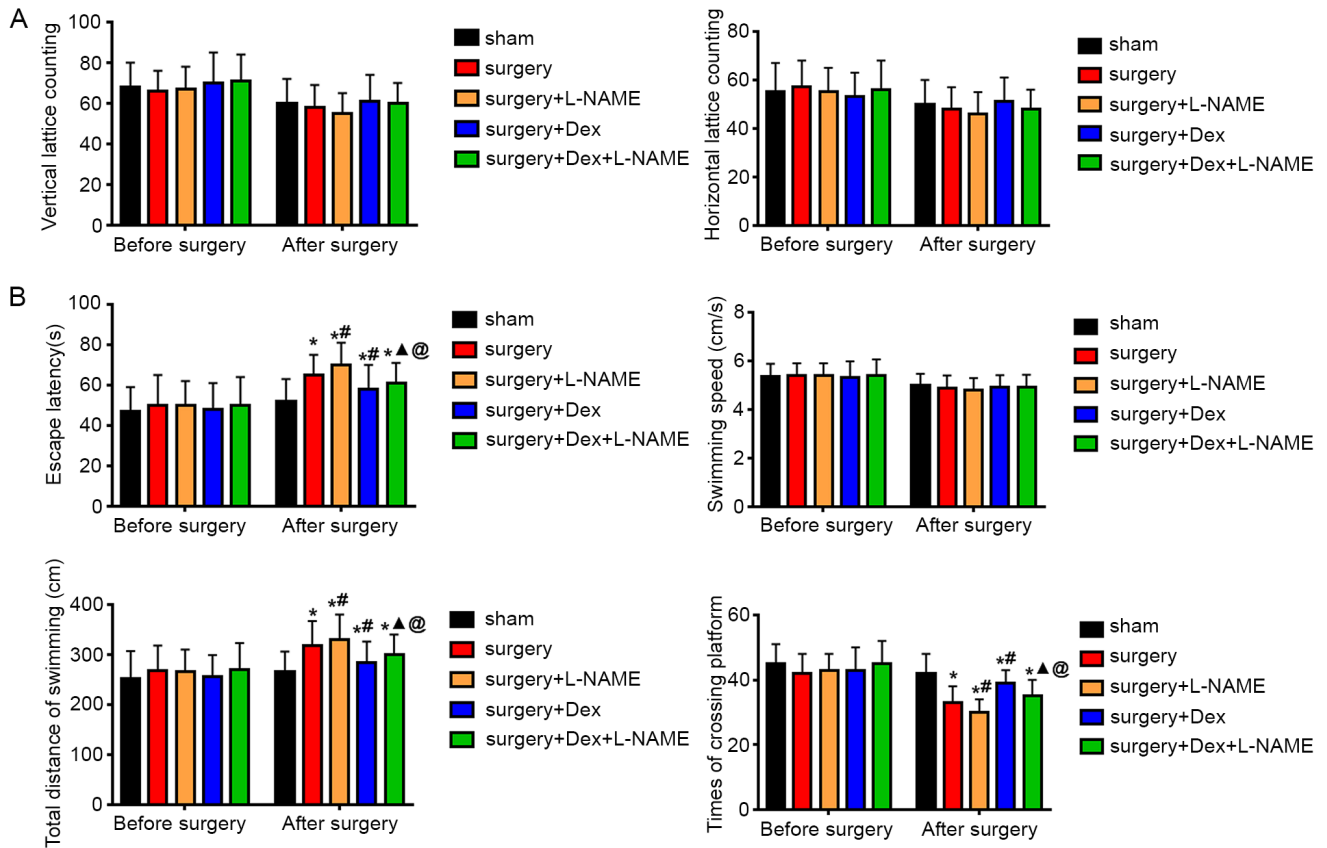 A
Vertical lattice counting
100
80
60
40
20
0
Before surgery
After surgery
sham
surgery
surgery+L-NAME
surgery+Dex
surgery+Dex+L-NAME
Horizontal lattice counting
80
60
40
20
0
Before surgery
After surgery
sham
surgery
surgery+L-NAME
surgery+Dex
surgery+Dex+L-NAME
B
Escape latency(s)
100
80
60
40
20
0
*
*#
*#
*▲@
Before surgery
After surgery
sham
surgery
surgery+L-NAME
surgery+Dex
surgery+Dex+L-NAME
Swimming speed (cm/s)
8
6
4
2
0
Before surgery
After surgery
sham
surgery
surgery+L-NAME
surgery+Dex
surgery+Dex+L-NAME
Total distance of swimming (cm)
400
300
200
100
0
*
*#
*#
*▲@
Before surgery
After surgery
sham
surgery
surgery+L-NAME
surgery+Dex
surgery+Dex+L-NAME
Times of crossing platform
60
40
20
0
*
*#
*#
*▲@
Before surgery
After surgery
sham
surgery
surgery+L-NAME
surgery+Dex
surgery+Dex+L-NAME